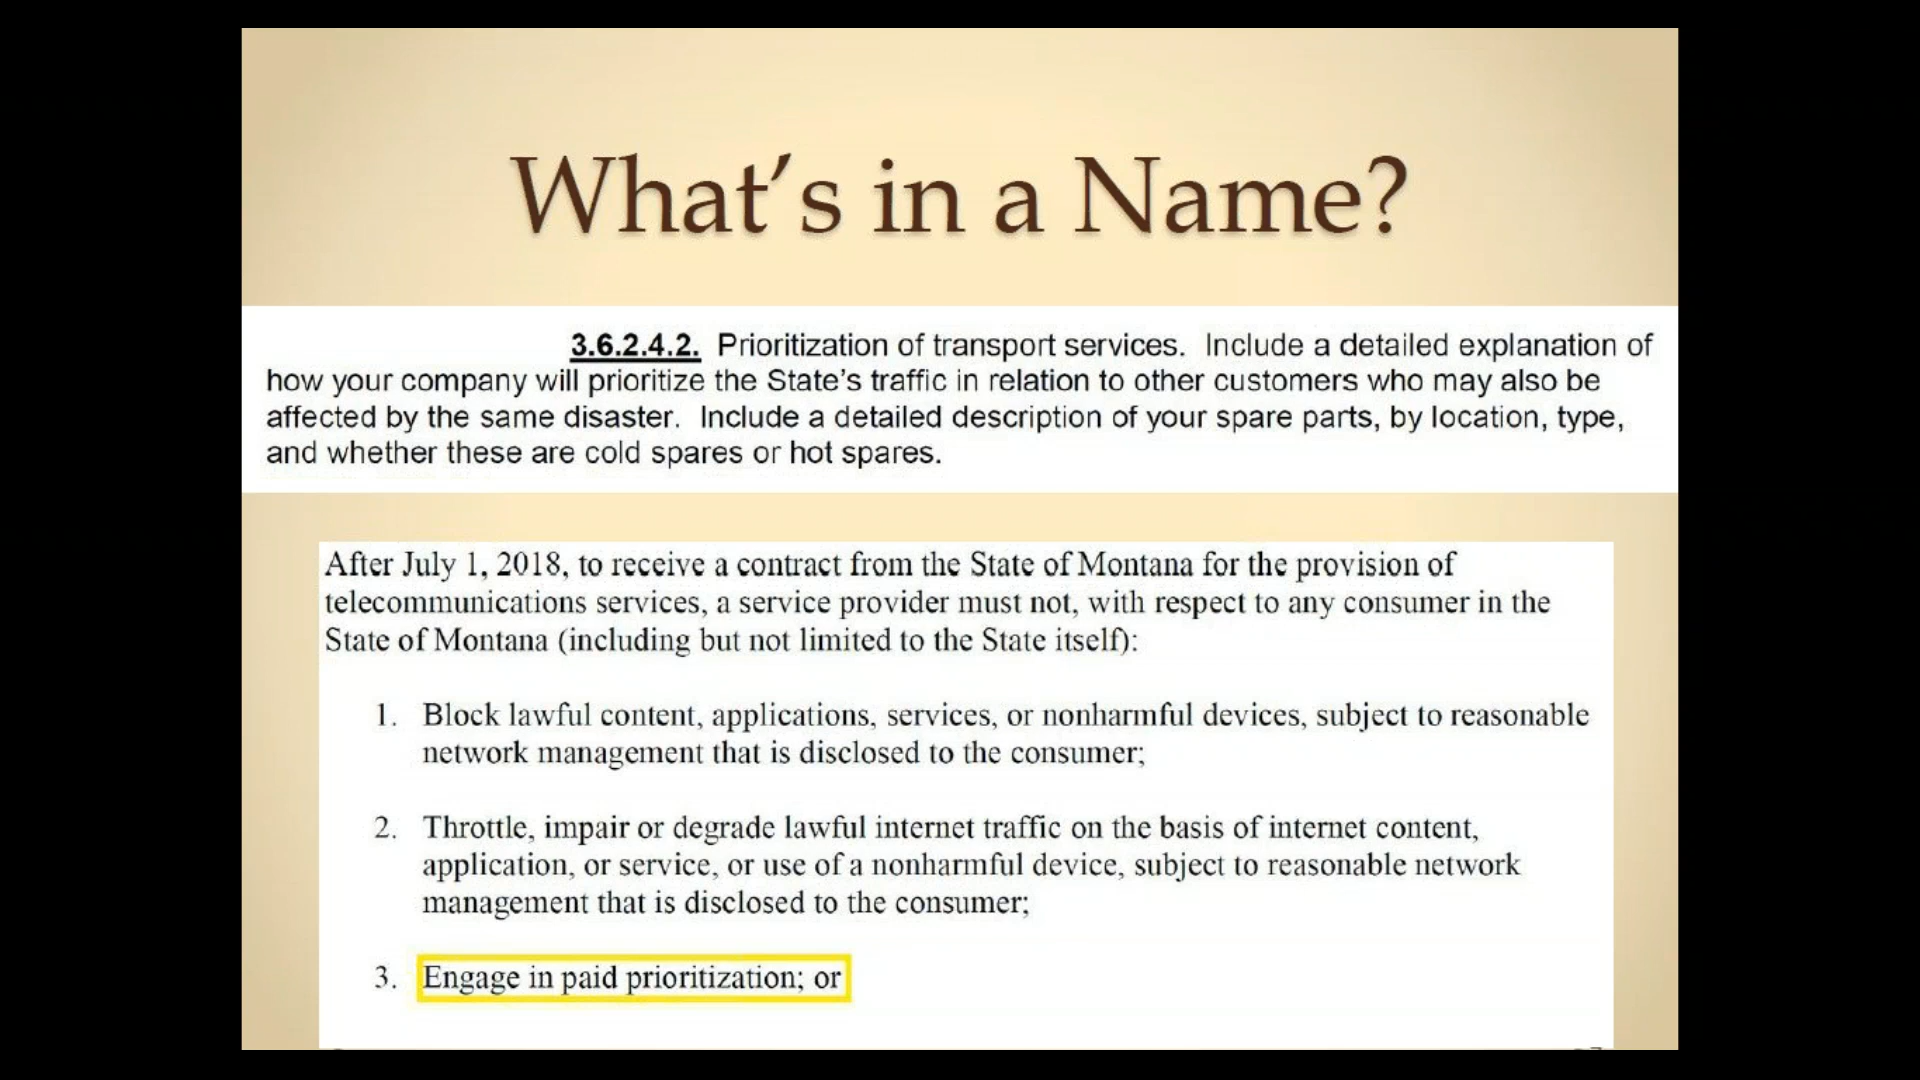 What’s in a Name?
3.6.2.4.2. Prioritization of transport services. Include a detailed explanation of
how your company will prioritize the State’s traffic in relation to other customers who may also be
affected by the same disaster. Include a detailed description of your spare parts, by location, type,
and whether these are cold spares or hot spares.
After July 1, 2018, to receive a contract from the State of Montana for the provision of
telecommunications services, a service provider must not, with respect to any consumer in the
State of Montana (including but not limited to the State itself):
1. Block lawful content, applications, services, or nonharmful devices, subject to reasonable
network management that is disclosed to the consumer;
2. Throttle, impair or degrade lawful internet traffic on the basis of internet content,
application, or service, or use of a nonharmful device, subject to reasonable network
management that is disclosed to the consumer;
3. Engage in paid prioritization; or